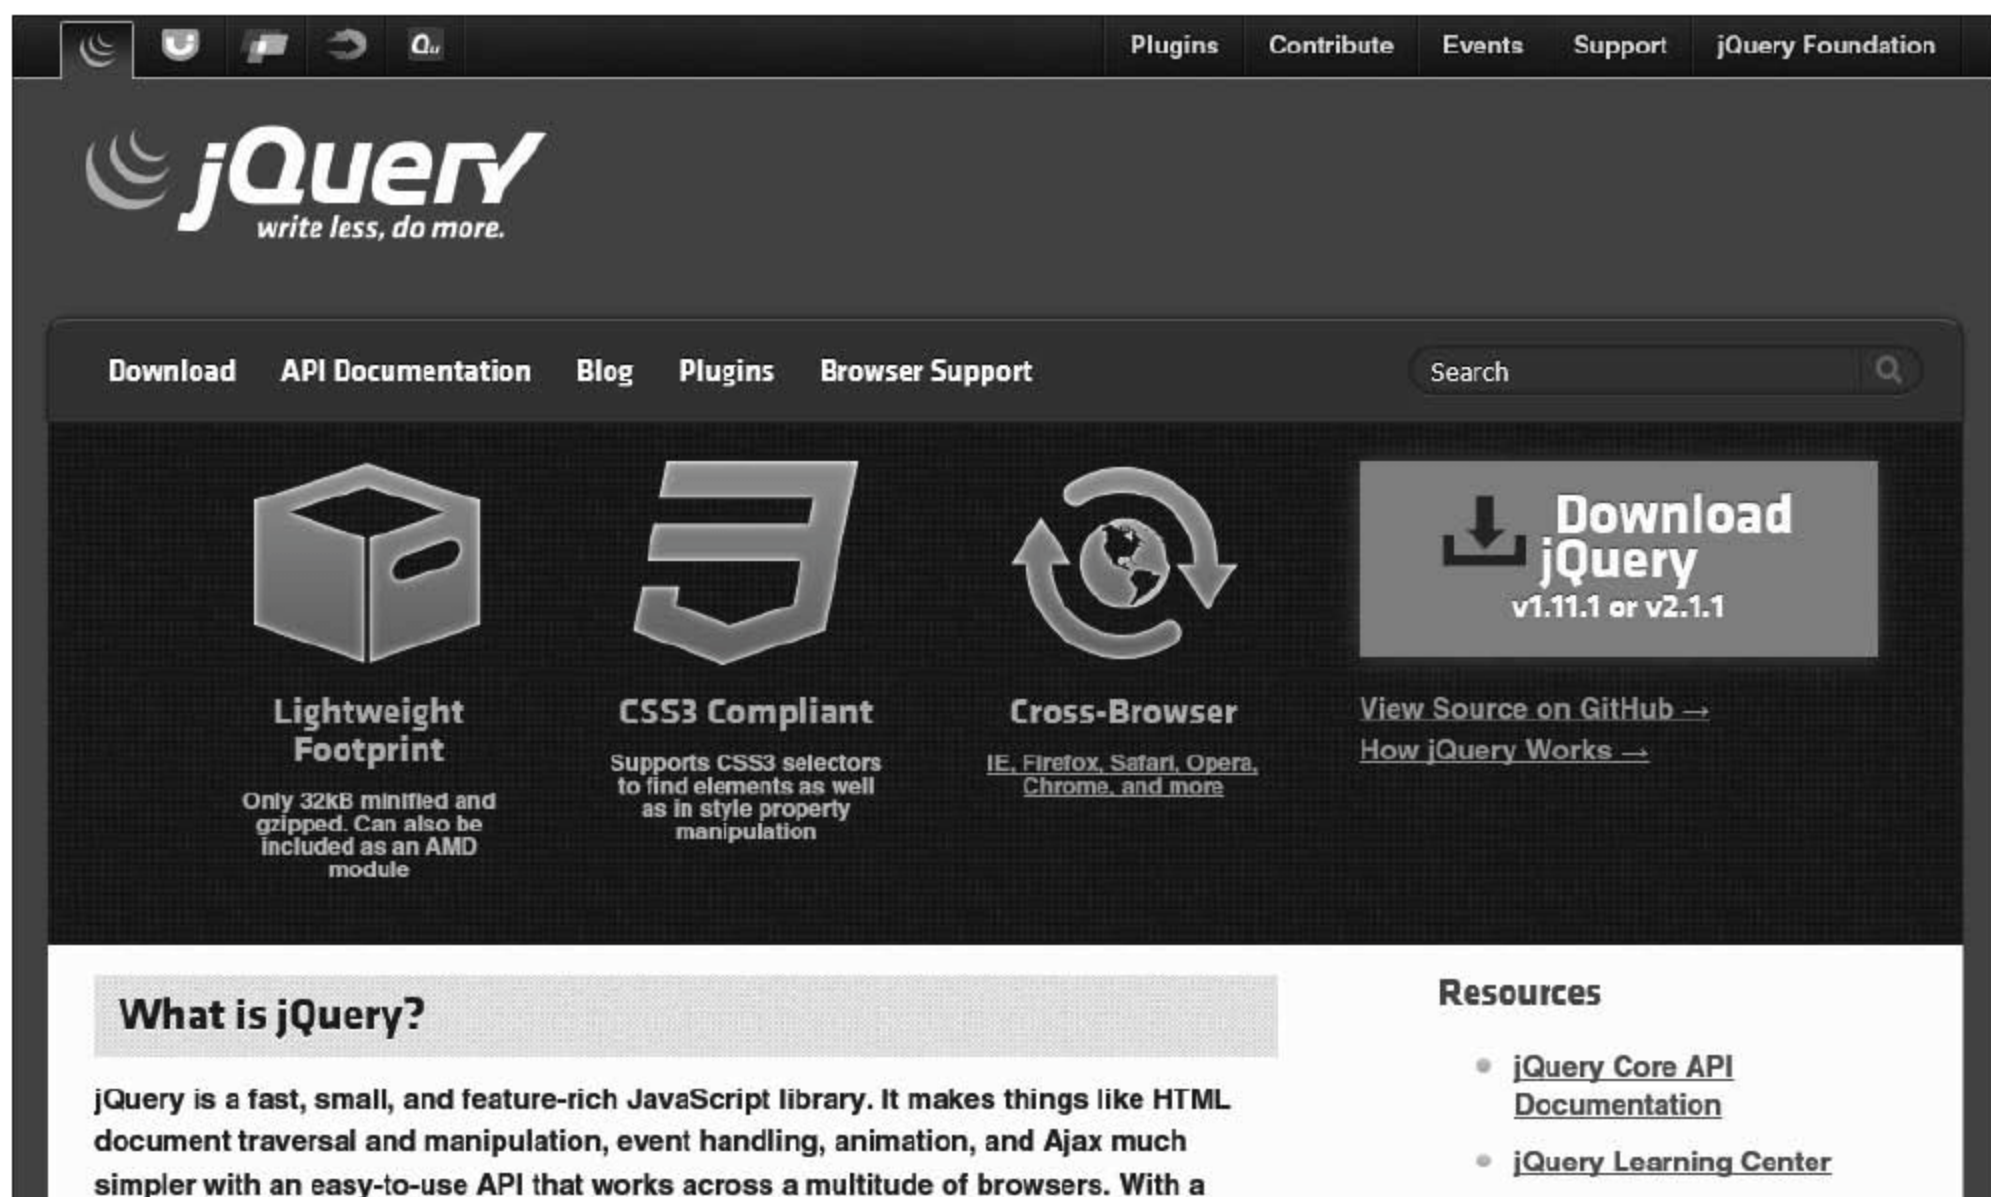 Qu
Plugins Contribute Events Support jQuery Foundation
jQuery
write less, do more.
Download API Documentation Blog Plugins Browser Support Search
Lightweight
Footprint
Only 32kB minified and
gzipped. Can also be
included as an AMD
module
CSS3 Compliant
Supports CSS3 selectors
to find elements as well
as in style property
manipulation
Cross-Browser
IE, Firefox, Safari, Opera,
Chrome, and more
Download
jQuery
v1.11.1 or v2.1.1
View Source on GitHub →
How jQuery Works →
What is jQuery?
jQuery is a fast, small, and feature-rich JavaScript library. It makes things like HTML
document traversal and manipulation, event handling, animation, and Ajax much
simpler with an easy-to-use API that works across a multitude of browsers. With a
Resources
jQuery Core API
Documentation
jQuery Learning Center